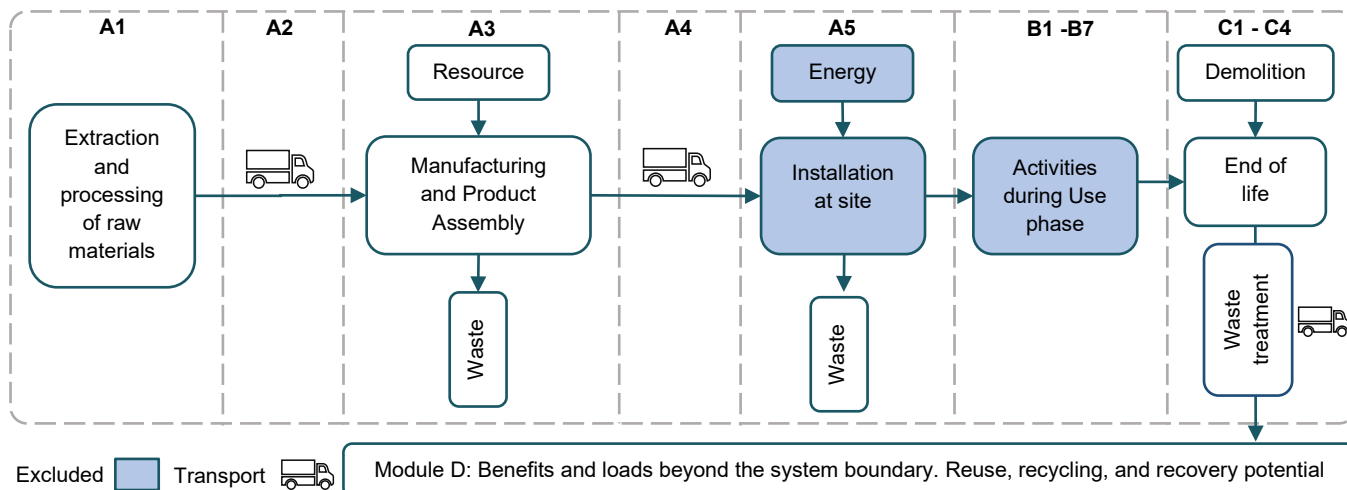 A1
A2
A3
A4
A5
B1 -B7
C1 - C4
Resource
Energy
Demolition
Extraction
and
processing
of raw
materials
Manufacturing
and Product
Assembly
Installation
at site
Activities
during Use
phase
End of
life
Waste
Waste
Waste
treatment
Excluded
Transport
Module D: Benefits and loads beyond the system boundary. Reuse, recycling, and recovery potential